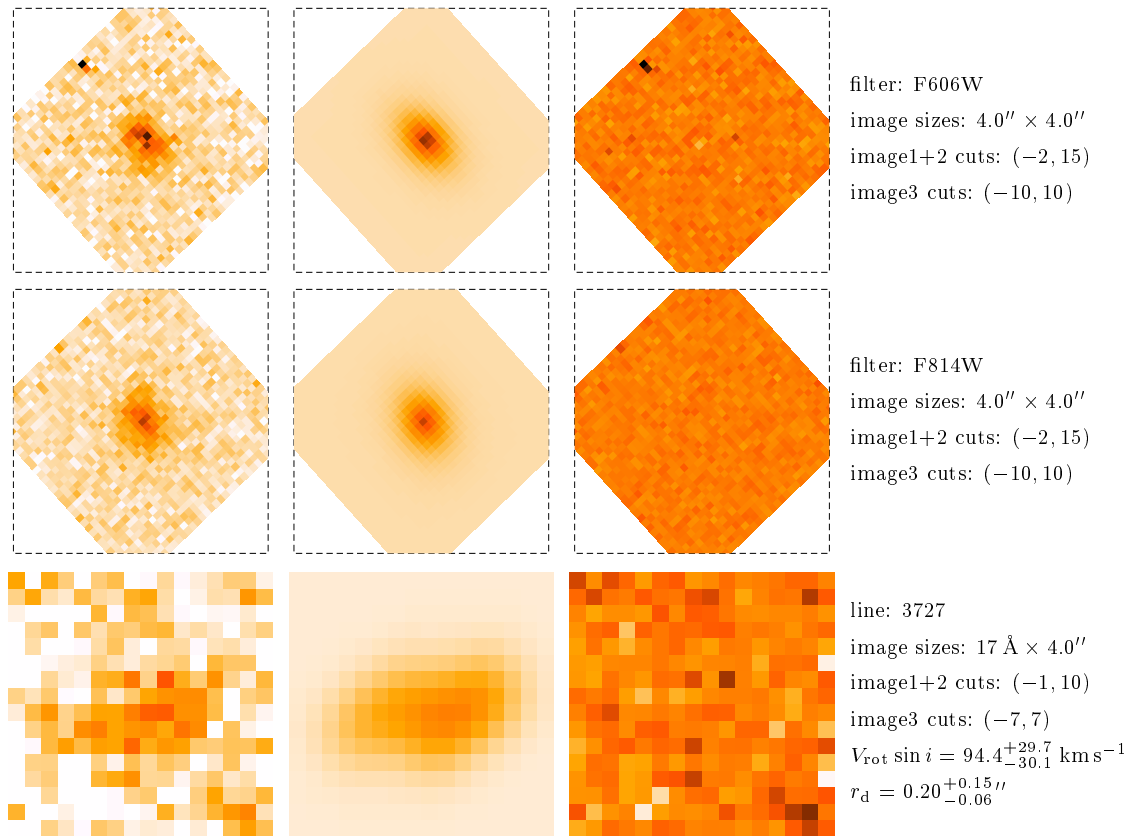 filter: F606W
image sizes: 4.0′′ × 4.0′′
image1+2 cuts: (−2, 15)
image3 cuts: (−10, 10)
filter: F814W
image sizes: 4.0′′ × 4.0′′
image1+2 cuts: (−2, 15)
image3 cuts: (−10, 10)
line: 3727
image sizes: 17 Å × 4.0′′
image1+2 cuts: (−1, 10)
image3 cuts: (−7, 7)
V_rot sin i = 94.4^{+29.7}_{−30.1} km s^{−1}
r_d = 0.20^{+0.15}_{−0.06}′′